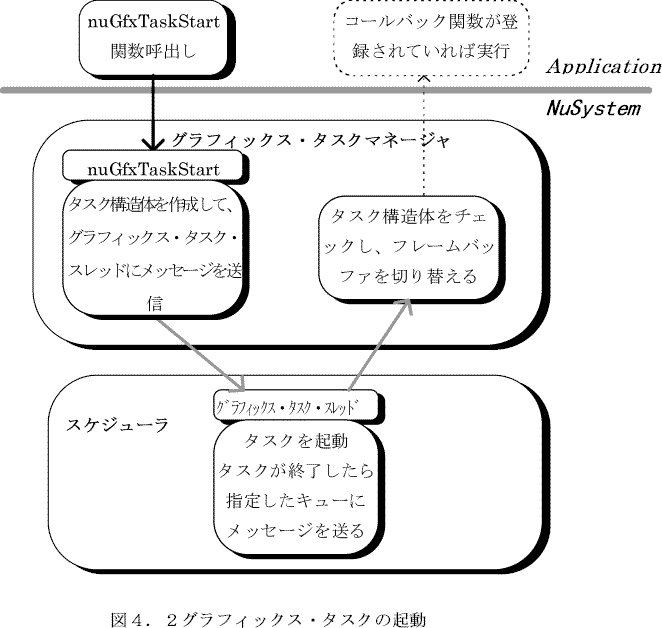 nuGfxTaskStart
関数呼出し
コールバック関数が登
録されていれば実行
Application
NuSystem
グラフィックス・タスクマネージャ
nuGfxTaskStart
タスク構造体を作成して、
グラフィックス・タスク・
スレッドにメッセージを送
信
タスク構造体をチェ
ックし、フレームバッ
ファを切り替える
スケジューラ
グラフィックス・タスク・スレッド
タスクを起動
タスクが終了したら
指定したキューに
メッセージを送る
図４．２グラフィックス・タスクの起動